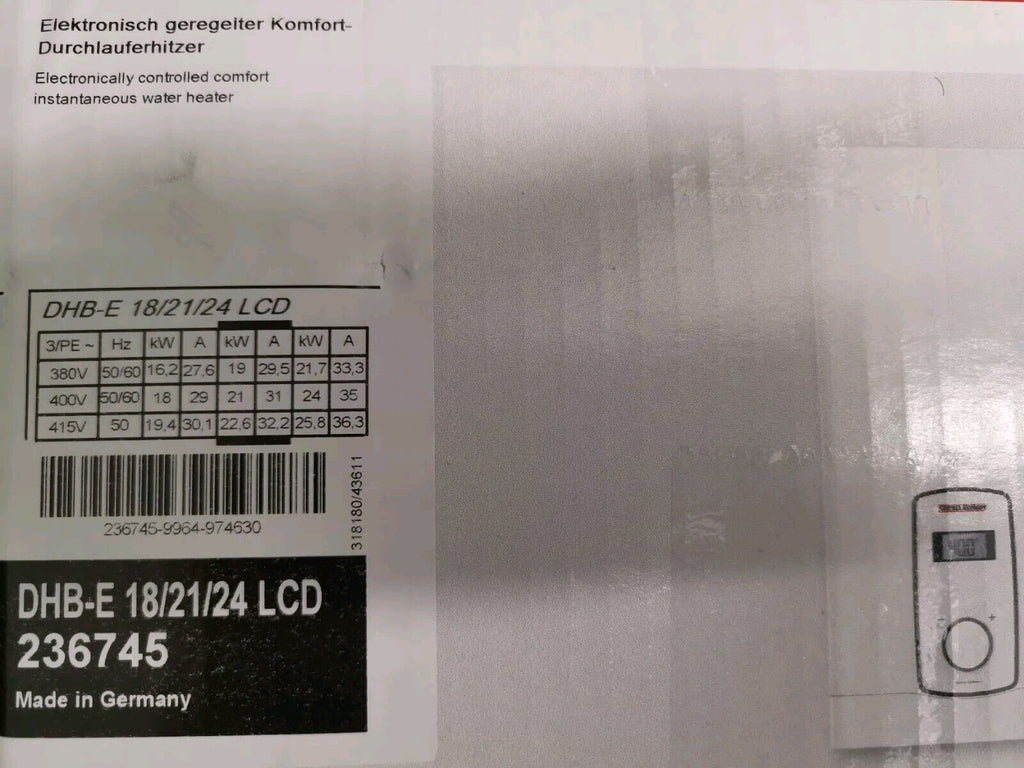 Elektronisch geregelter Komfort-
Durchlauferhitzer
Electronically controlled comfort
instantaneous water heater
DHB-E 18/21/24 LCD
3/PE ~ Hz kW A kW A kW A
380V 50/60 16,2 27,6 19 29,5 21,7 33,3
400V 50/60 18 29 21 31 24 35
415V 50 19,4 30,1 22,6 32,2 25,8 36,3
236745-9964-974630
318180/43611
DHB-E 18/21/24 LCD
236745
Made in Germany
- +